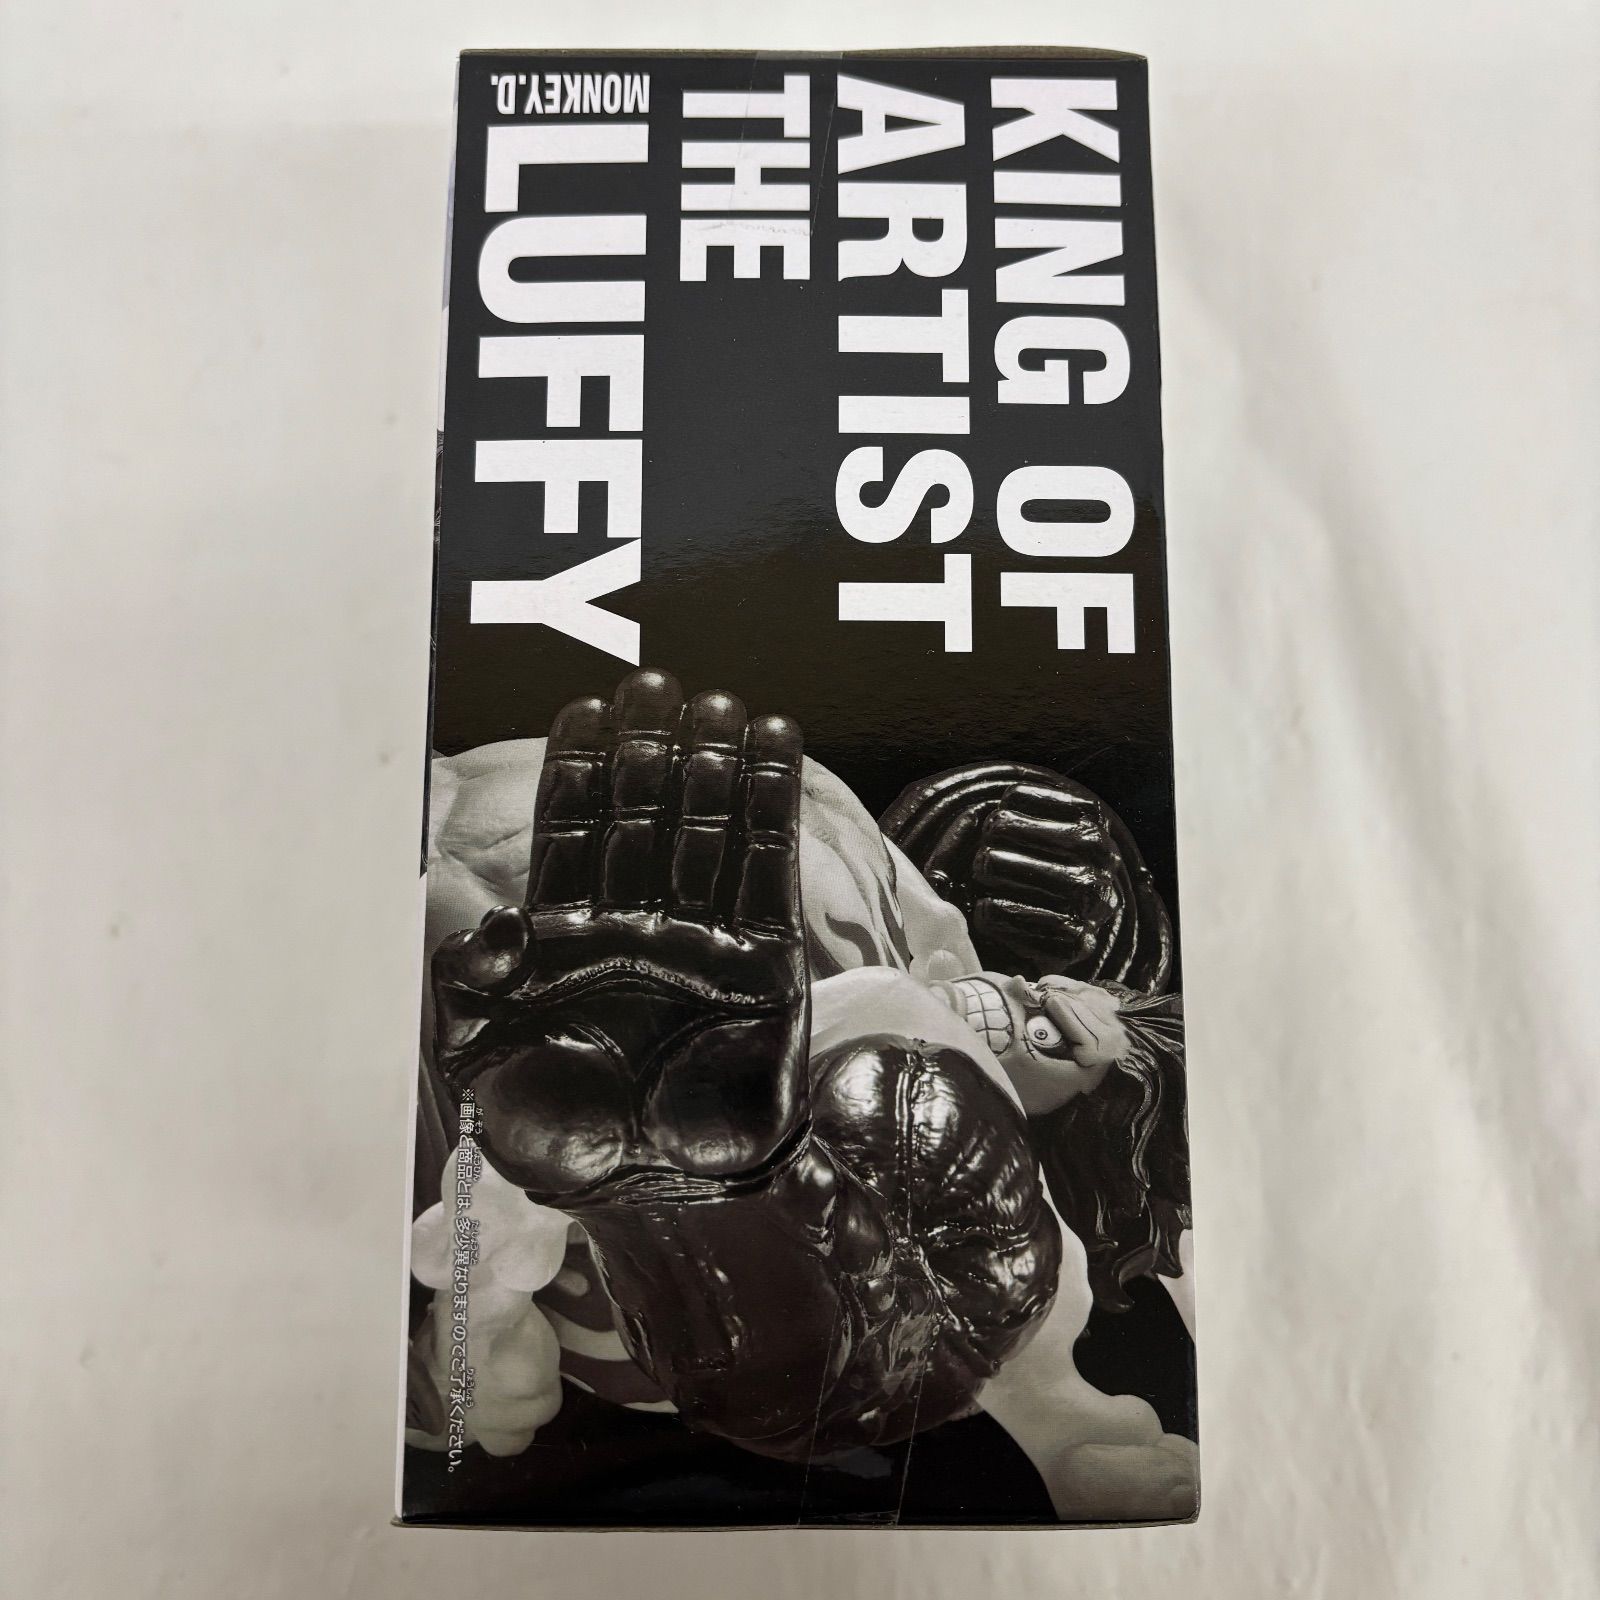 KING OF
ARTIST
THE
MONKEY.D.
LUFFY
※画像と商品とは、多少異なりますのでご了承ください。